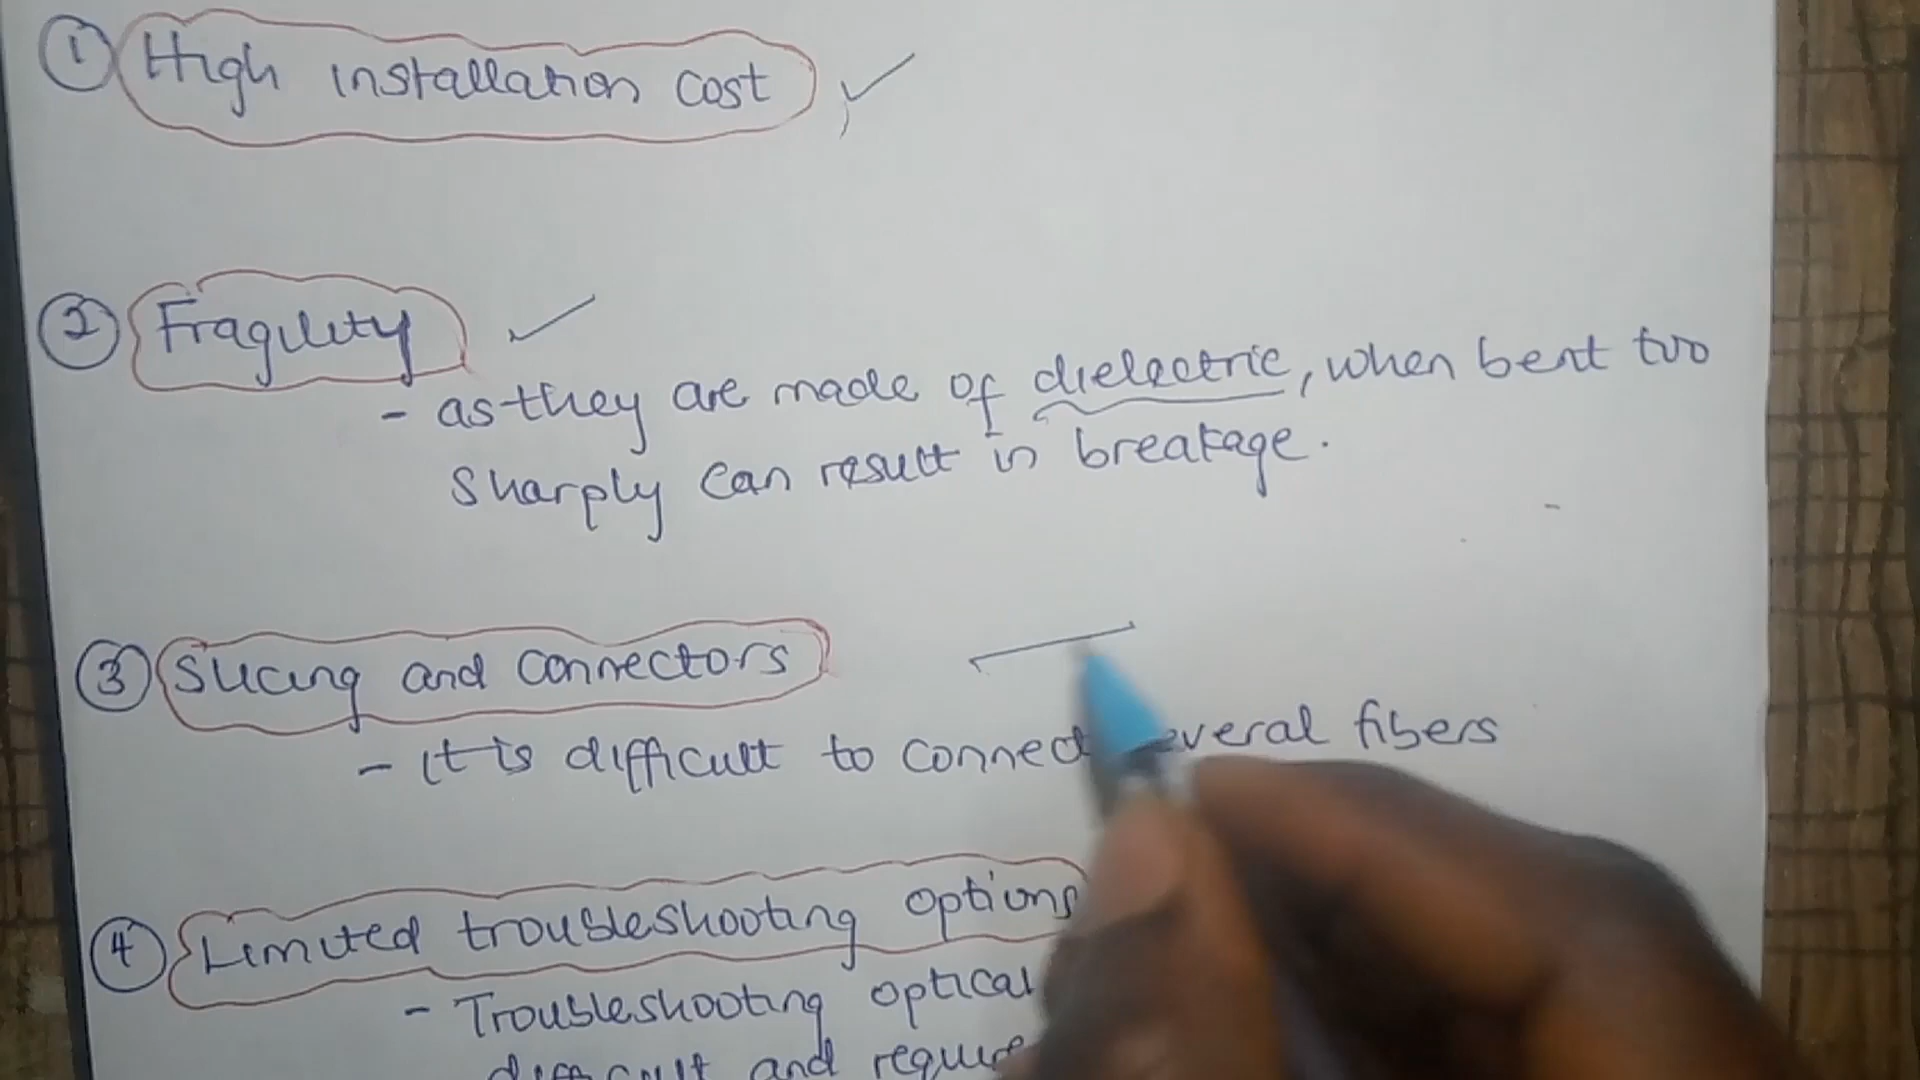 ① High installation cost
② Fragility
- as they are made of dielectric, when bent too
sharply can result in breakage.
③ Slicing and connectors
- It is difficult to connect several fibers
④ Limited troubleshooting options
- Troubleshooting optical
difficult and require